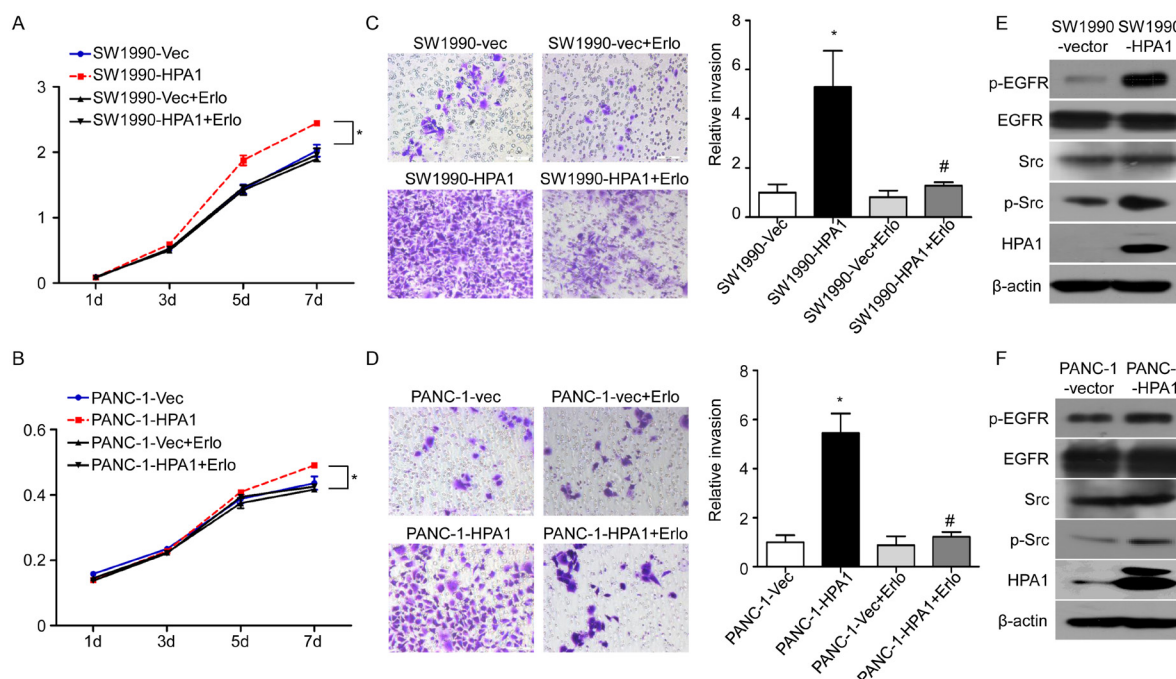 A
SW1990-Vec
SW1990-HPA1
SW1990-Vec+Erlo
SW1990-HPA1+Erlo
3
2
1
0
1d 3d 5d 7d
*
B
PANC-1-Vec
PANC-1-HPA1
PANC-1-Vec+Erlo
PANC-1-HPA1+Erlo
0.6
0.4
0.2
0
1d 3d 5d 7d
*
C
SW1990-vec SW1990-vec+Erlo
SW1990-HPA1 SW1990-HPA1+Erlo
Relative invasion
8
6
4
2
0
*
#
SW1990-Vec
SW1990-HPA1
SW1990-Vec+Erlo
SW1990-HPA1+Erlo
D
PANC-1-vec PANC-1-vec+Erlo
PANC-1-HPA1 PANC-1-HPA1+Erlo
Relative invasion
8
6
4
2
0
*
#
PANC-1-Vec
PANC-1-HPA1
PANC-1-Vec+Erlo
PANC-1-HPA1+Erlo
E
SW1990 SW1990
-vector -HPA1
p-EGFR
EGFR
Src
p-Src
HPA1
β-actin
F
PANC-1 PANC-
-vector -HPA1
p-EGFR
EGFR
Src
p-Src
HPA1
β-actin